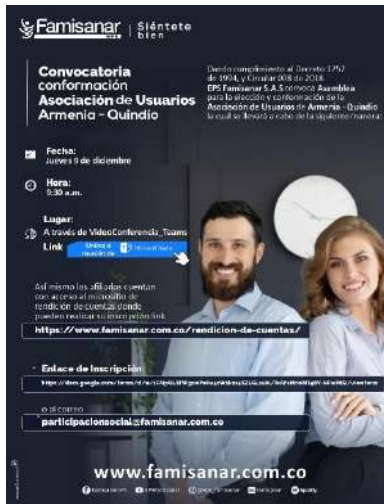 Famisanar
EPS
Siéntete
bien
Convocatoria
conformación
Asociación de Usuarios
Armenia - Quindío
Dando cumplimiento al Decreto 1757
de 1994, y Circular 008 de 2018
EPS Famisanar S.A.S convoca Asamblea
para la elección y conformación de la
Asociación de Usuarios de Armenia - Quindío
la cual se llevará a cabo de la siguiente manera:
Fecha:
Jueves 9 de diciembre
Hora:
9:30 a.m.
Lugar:
A través de VideoConferencia_Teams
Link
Unirse a
reunión de
Así mismo los afiliados cuentan
con acceso al micrositio de
rendición de cuentas donde
pueden realizar su inscripción link
https://www.famisanar.com.co/rendicion-de-cuentas/
Enlace de Inscripción
o al correo
participacionsocial@famisanar.com.co
www.famisanar.com.co